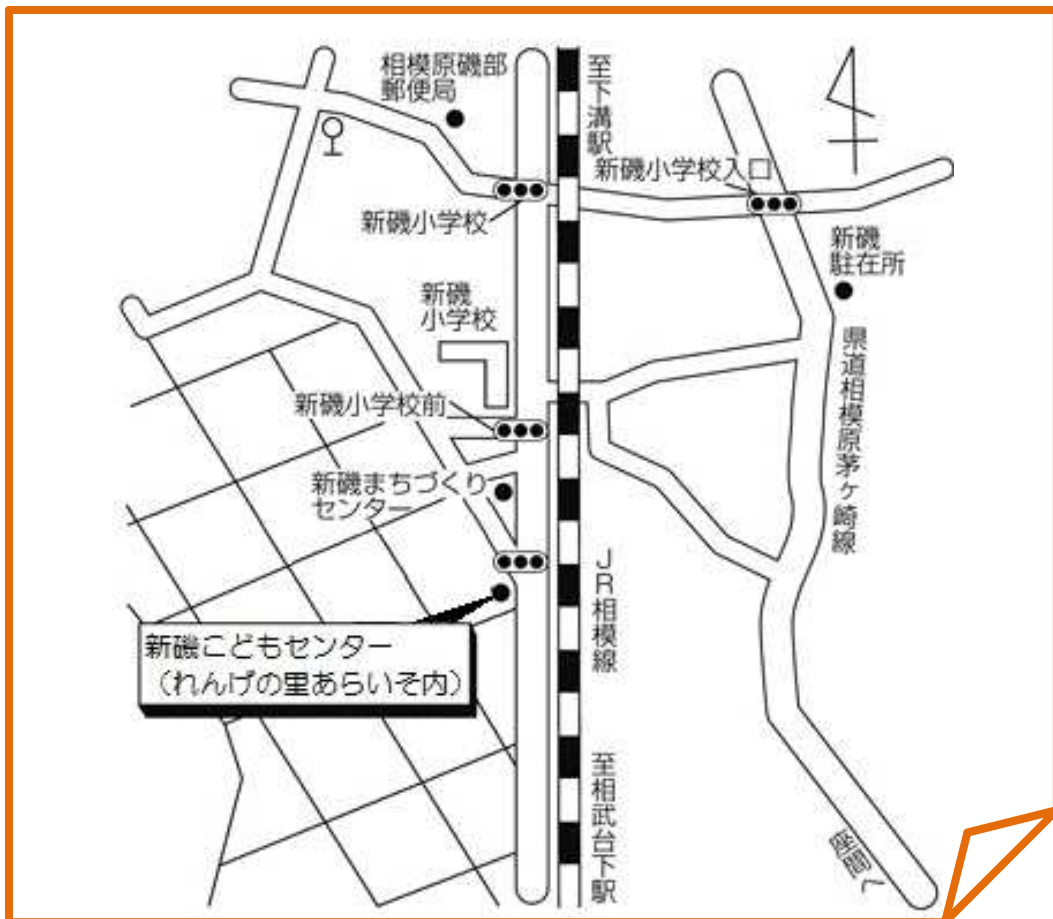 相模原磯部
郵便局
至下溝駅
新磯小学校入口
新磯小学校
新磯
駐在所
新磯
小学校
県道相模原茅ヶ崎線
新磯小学校前
新磯まちづくり
センター
JR相模線
新磯こどもセンター
（れんげの里あらいそ内）
至相武台下駅
座間へ